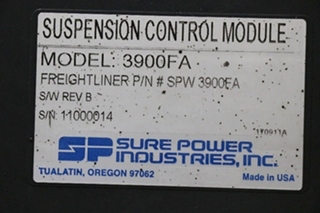 SUSPENSION CONTROL MODULE
MODEL: 3900FA
FREIGHTLINER P/N # SPW 3900FA
S/W REV B
S/N: 11000014
SP SURE POWER
INDUSTRIES, INC.
TUALATIN, OREGON 97062
Made in USA